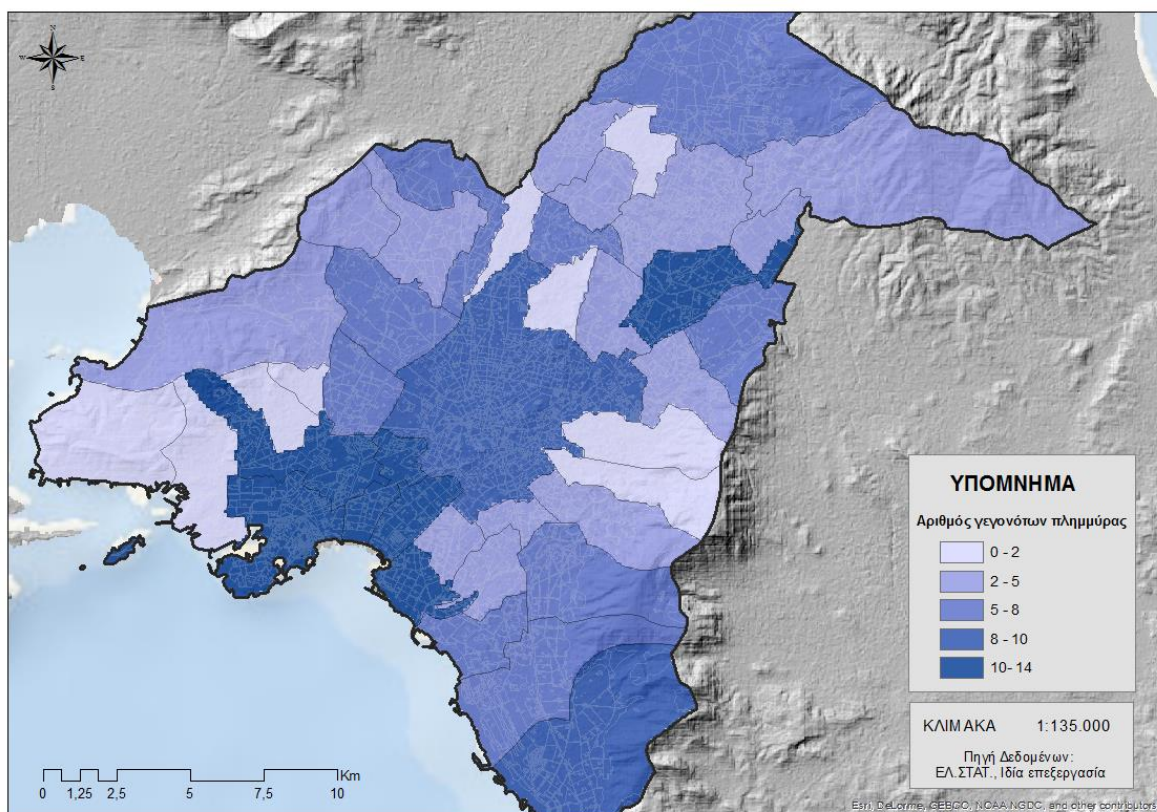 N
W E
S
ΥΠΟΜΝΗΜΑ
Αριθμός γεγονότων πλημμύρας
0 - 2
2 - 5
5 - 8
8 - 10
10- 14
ΚΛΙΜΑΚΑ 1:135.000
Πηγή Δεδομένων:
ΕΛ.ΣΤΑΤ., Ιδία επεξεργασία
Km
0 1,25 2,5 5 7,5 10
Esri, DeLorme, GEBCO, NOAA NGDC, and other contributors